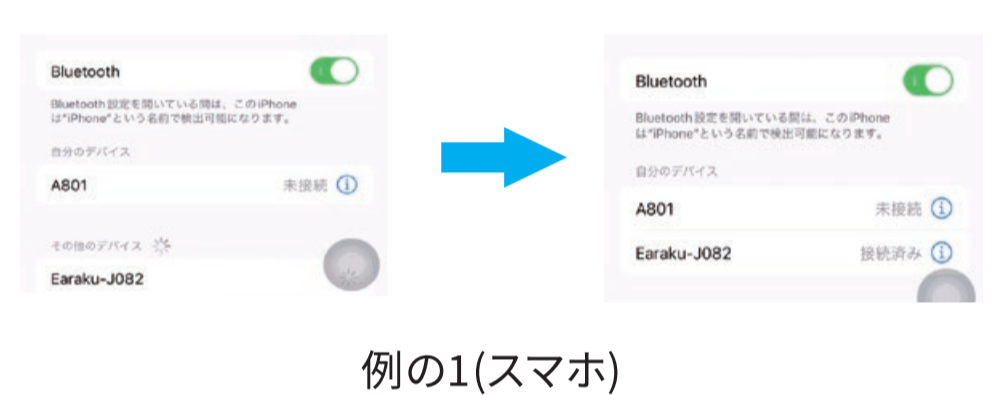 Bluetooth
Bluetooth 設定を開いている間は、このiPhone
は"iPhone"という名前で検出可能になります。
自分のデバイス
A801 未接続
その他のデバイス
Earaku-J082
Bluetooth
Bluetooth 設定を開いている間は、このiPhone
は"iPhone"という名前で検出可能になります。
自分のデバイス
A801 未接続
Earaku-J082 接続済み
例の1(スマホ)